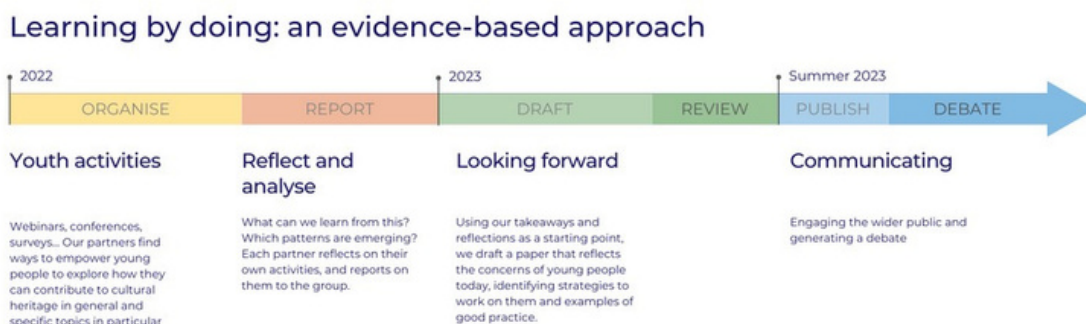 Learning by doing: an evidence-based approach
2022
2023
Summer 2023
ORGANISE
REPORT
DRAFT
REVIEW
PUBLISH
DEBATE
Youth activities
Webinars, conferences,
surveys... Our partners find
ways to empower young
people to explore how they
can contribute to cultural
heritage in general and
specific topics in particular
Reflect and
analyse
What can we learn from this?
Which patterns are emerging?
Each partner reflects on their
own activities, and reports on
them to the group.
Looking forward
Using our takeaways and
reflections as a starting point,
we draft a paper that reflects
the concerns of young people
today, identifying strategies to
work on them and examples of
good practice.
Communicating
Engaging the wider public and
generating a debate